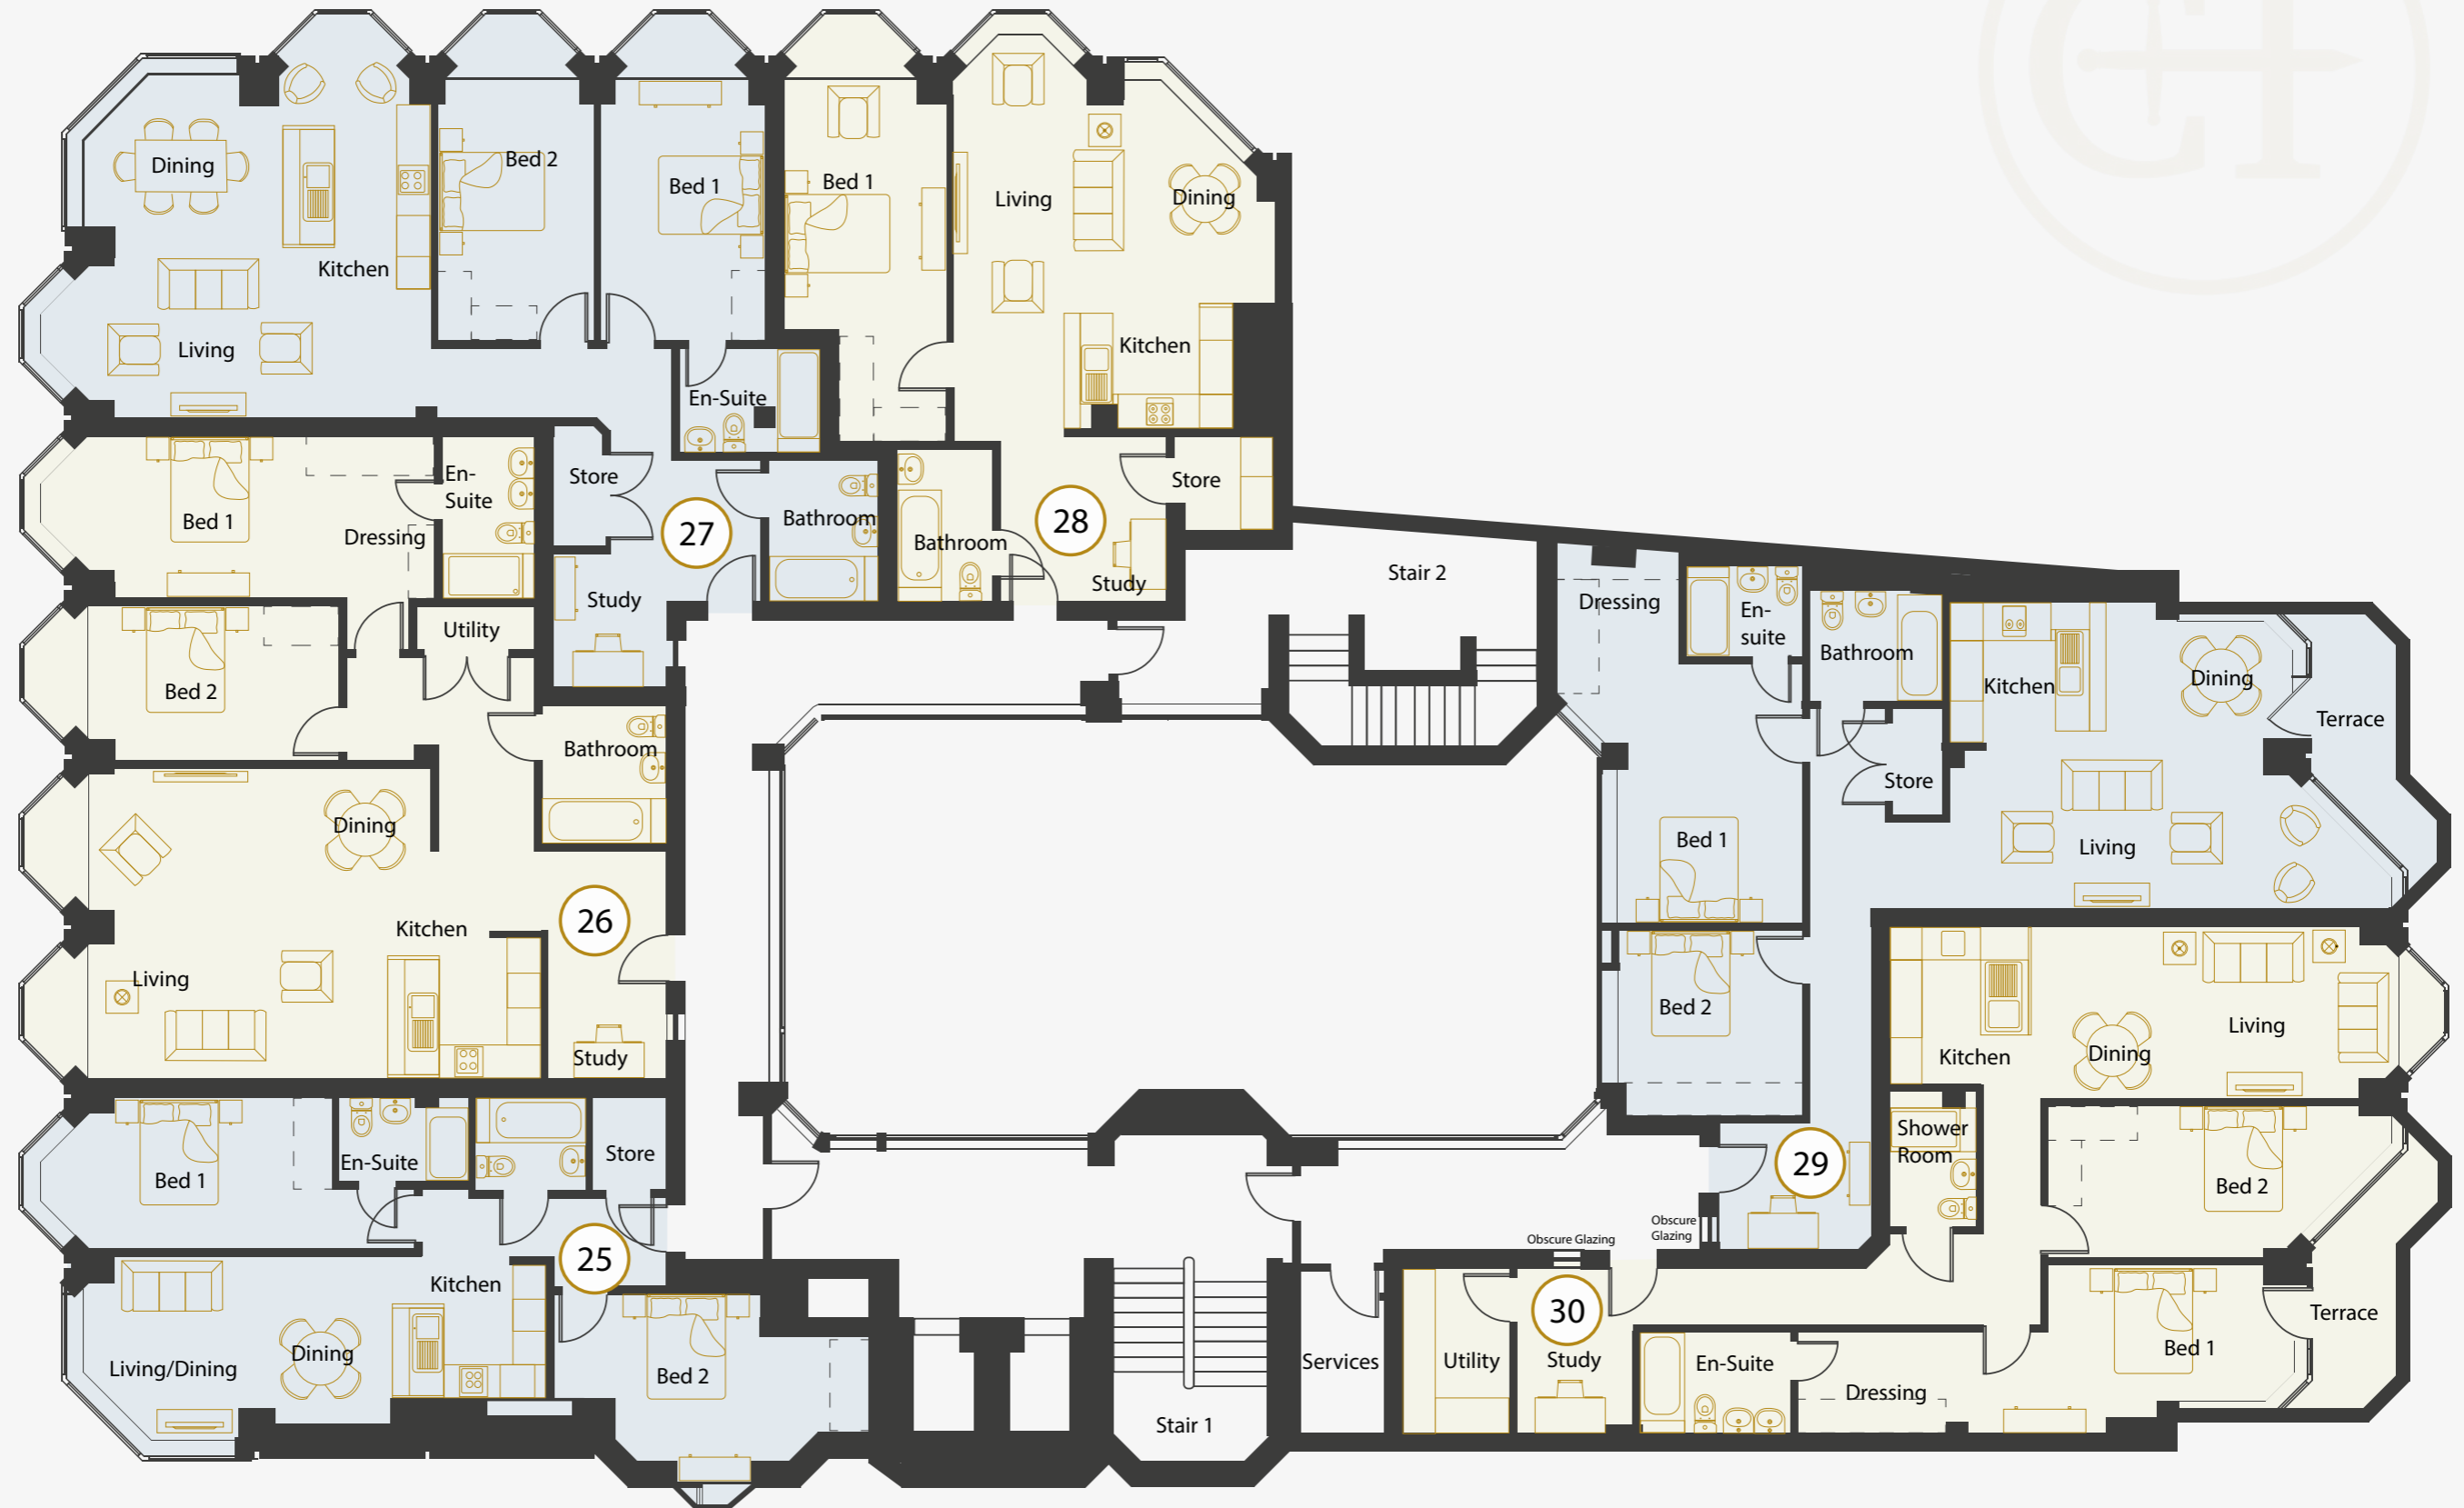 Dining
Kitchen
Living
Bed 2
Bed 1
En-Suite
Store
27
Bathroom
Study
Bed 1
Living
Dining
Kitchen
Store
28
Bathroom
Study
Stair 2
Bed 1
Dressing
En-
Suite
Utility
Bed 2
Bathroom
Dining
Kitchen
Living
26
Study
Dressing
En-
suite
Bathroom
Kitchen
Dining
Terrace
Store
Bed 1
Living
Bed 2
29
Obscure
Glazing
Obscure Glazing
Kitchen
Dining
Living
Shower
Room
Bed 2
Bed 1
Terrace
30
Utility
Study
En-Suite
Dressing
Services
Stair 1
Bed 1
En-Suite
Store
25
Kitchen
Living/Dining
Dining
Bed 2